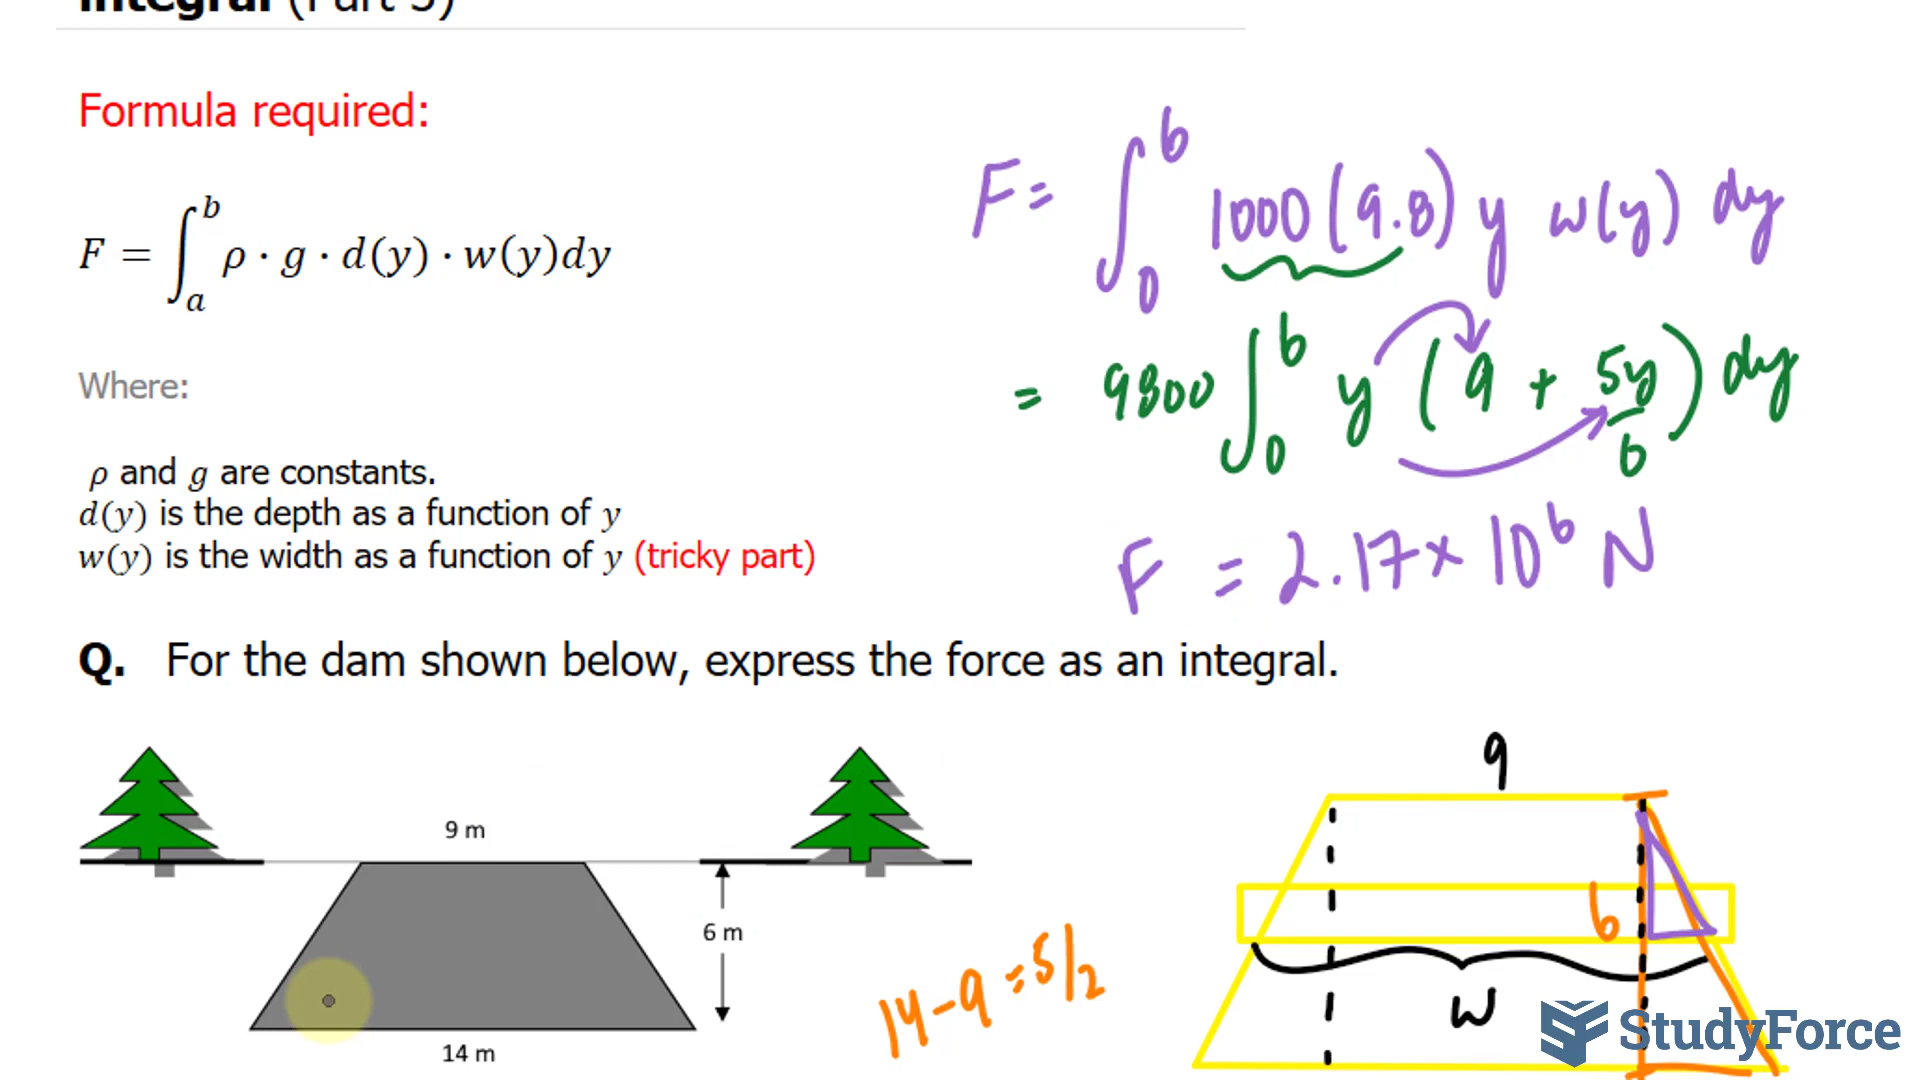 integral (Part 3)
Formula required:
F = ∫_a^b ρ · g · d(y) · w(y)dy
Where:
ρ and g are constants.
d(y) is the depth as a function of y
w(y) is the width as a function of y (tricky part)
F = ∫_0^6 1000(9.8) y w(y) dy
= 9800 ∫_0^6 y (9 + 5y/6) dy
F = 2.17 × 10^6 N
Q. For the dam shown below, express the force as an integral.
9 m
6 m
14 m
14-9=5/2
9
6
w
StudyForce